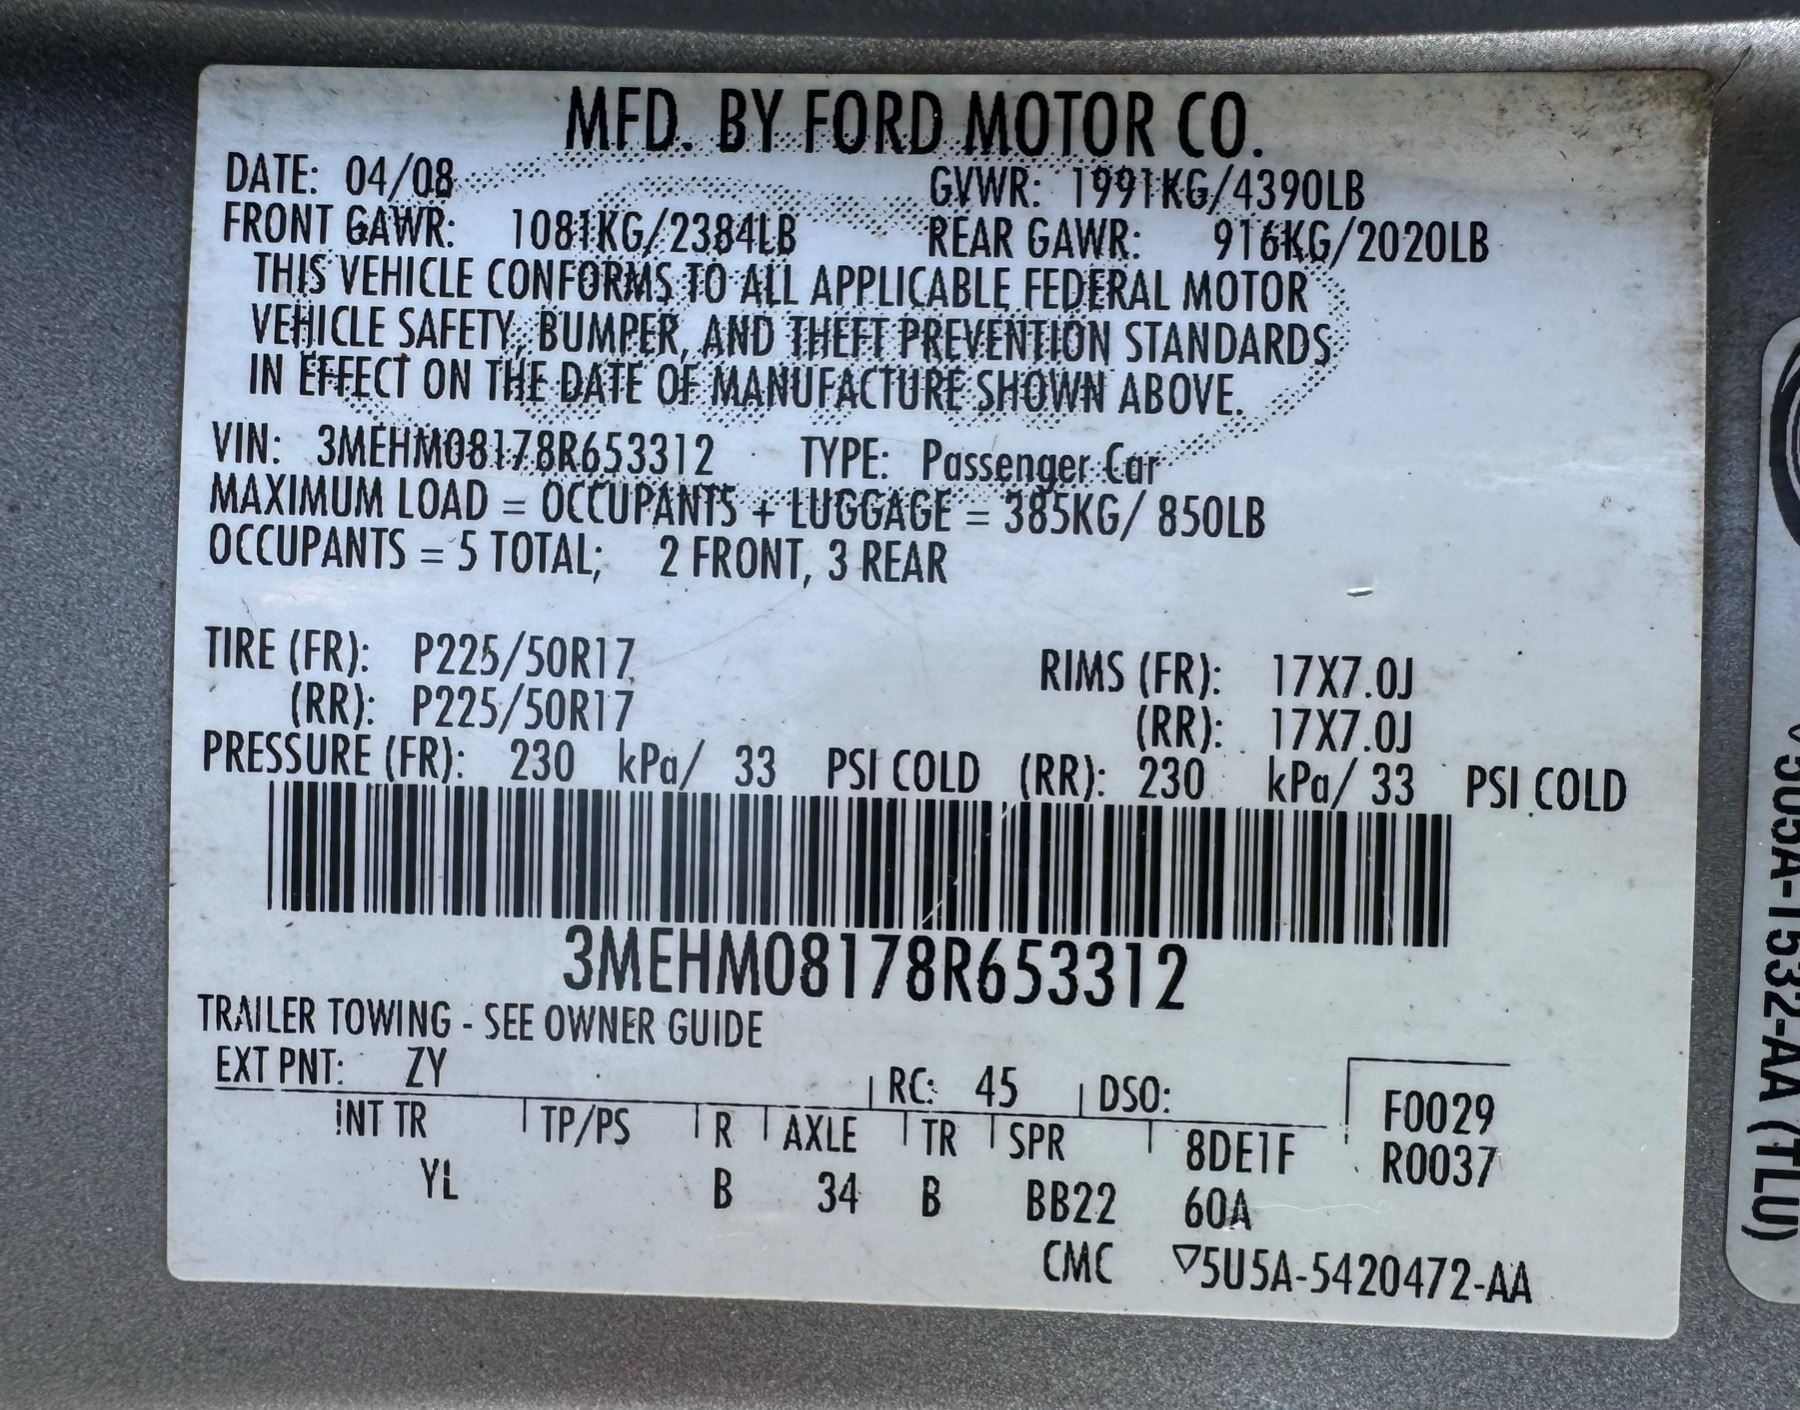 MFD. BY FORD MOTOR CO.
DATE: 04/08 GVWR: 1991KG/4390LB
FRONT GAWR: 1081KG/2384LB REAR GAWR: 916KG/2020LB
THIS VEHICLE CONFORMS TO ALL APPLICABLE FEDERAL MOTOR
VEHICLE SAFETY, BUMPER, AND THEFT PREVENTION STANDARDS
IN EFFECT ON THE DATE OF MANUFACTURE SHOWN ABOVE.
VIN: 3MEHM08178R653312 TYPE: Passenger Car
MAXIMUM LOAD = OCCUPANTS + LUGGAGE = 385KG/ 850LB
OCCUPANTS = 5 TOTAL; 2 FRONT, 3 REAR
TIRE (FR): P225/50R17 RIMS (FR): 17X7.0J
(RR): P225/50R17 (RR): 17X7.0J
PRESSURE (FR): 230 kPa/ 33 PSI COLD (RR): 230 kPa/ 33 PSI COLD
3MEHM08178R653312
TRAILER TOWING - SEE OWNER GUIDE
EXT PNT: ZY RC: 45 DSO: F0029
INT TR TP/PS R AXLE TR SPR 8DE1F R0037
YL B 34 B BB22 60A
CMC ▽5U5A-5420472-AA
1532-AA (TLU)